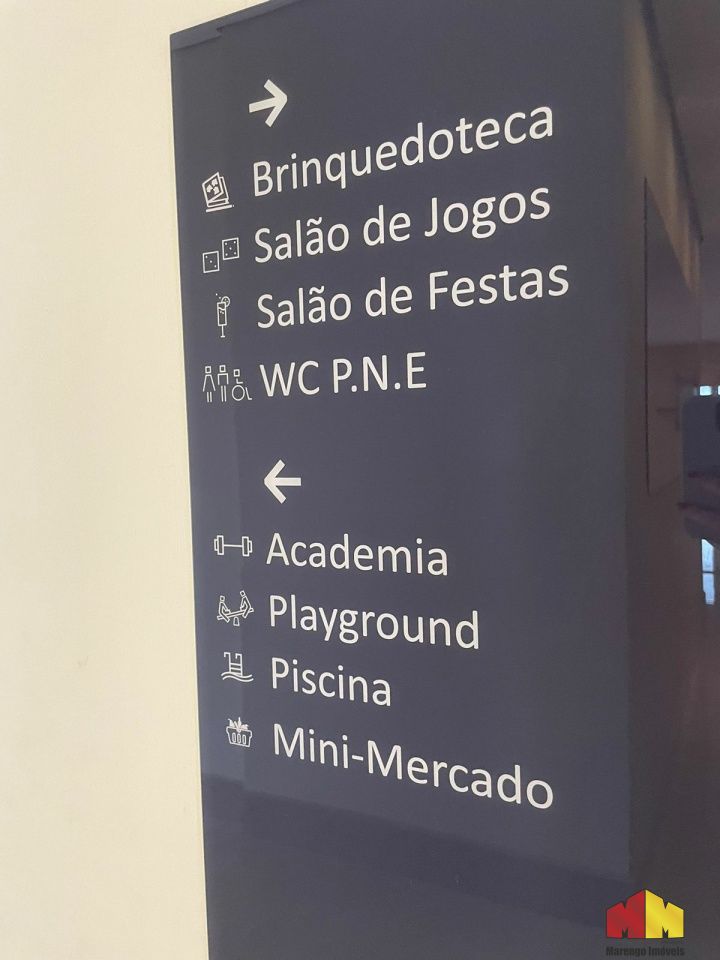 →
Brinquedoteca
Salão de Jogos
Salão de Festas
WC P.N.E
←
Academia
Playground
Piscina
Mini-Mercado
Marengo Imóveis